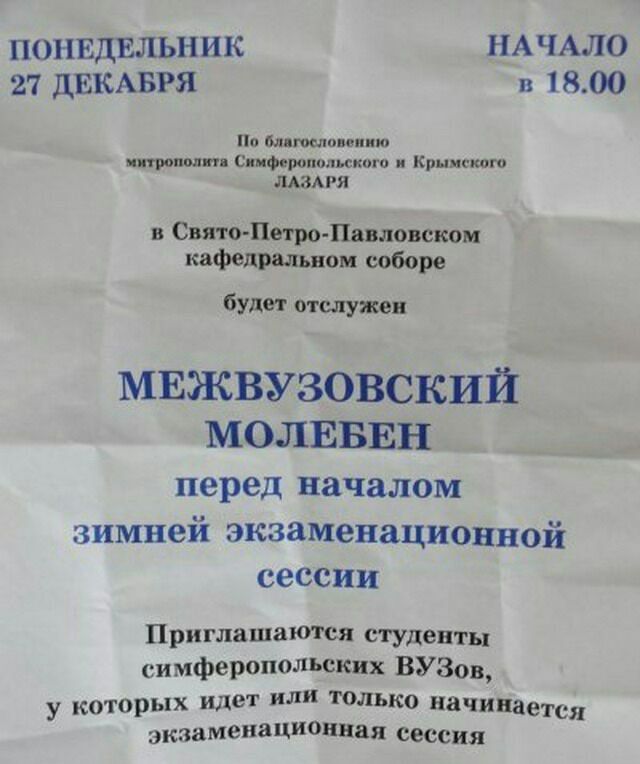 ПОНЕДЕЛЬНИК НАЧАЛО
27 ДЕКАБРЯ в 18.00
По благословению
митрополита Симферопольского и Крымского
ЛАЗАРЯ
в Свято-Петро-Павловском
кафедральном соборе
будет отслужен
МЕЖВУЗОВСКИЙ
МОЛЕБЕН
перед началом
зимней экзаменационной
сессии
Приглашаются студенты
симферопольских ВУЗов,
у которых идет или только начинается
экзаменационная сессия